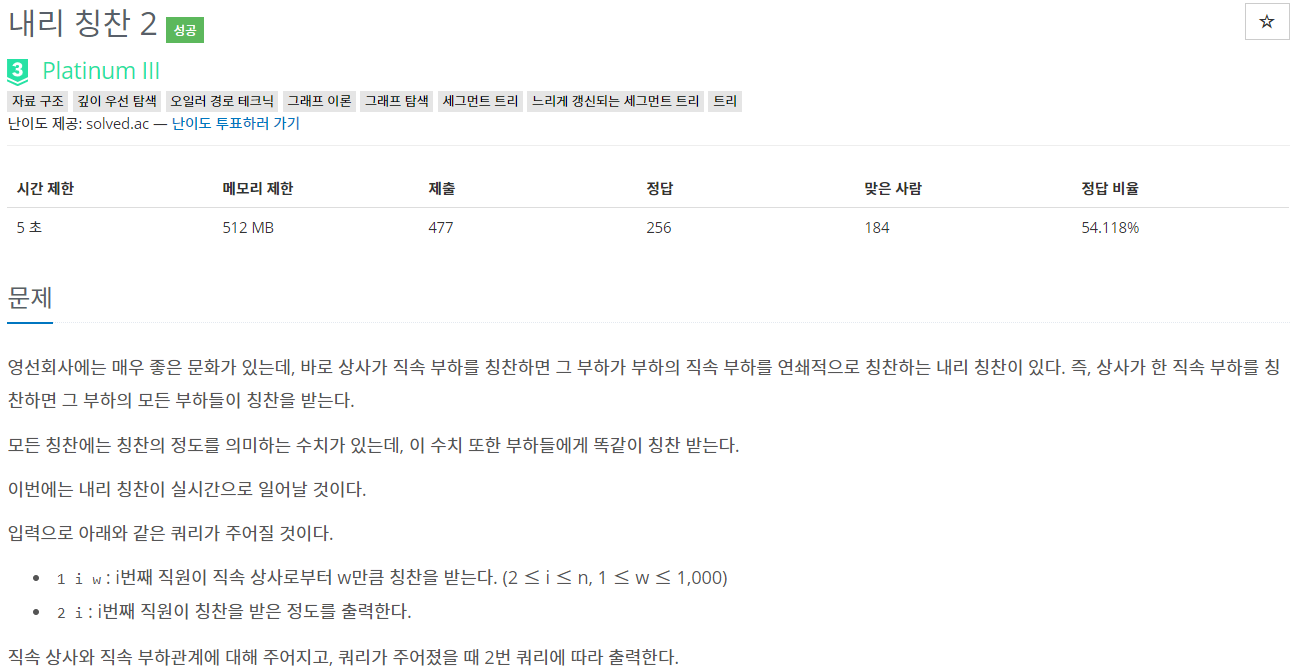 내리 칭찬 2 성공
☆
3 Platinum III
자료 구조 깊이 우선 탐색 오일러 경로 테크닉 그래프 이론 그래프 탐색 세그먼트 트리 느리게 갱신되는 세그먼트 트리 트리
난이도 제공: solved.ac — 난이도 투표하러 가기
시간 제한 메모리 제한 제출 정답 맞은 사람 정답 비율
5 초 512 MB 477 256 184 54.118%
문제
영선회사에는 매우 좋은 문화가 있는데, 바로 상사가 직속 부하를 칭찬하면 그 부하가 부하의 직속 부하를 연쇄적으로 칭찬하는 내리 칭찬이 있다. 즉, 상사가 한 직속 부하를 칭
찬하면 그 부하의 모든 부하들이 칭찬을 받는다.
모든 칭찬에는 칭찬의 정도를 의미하는 수치가 있는데, 이 수치 또한 부하들에게 똑같이 칭찬 받는다.
이번에는 내리 칭찬이 실시간으로 일어날 것이다.
입력으로 아래와 같은 쿼리가 주어질 것이다.
• 1 i w : i번째 직원이 직속 상사로부터 w만큼 칭찬을 받는다. (2 ≤ i ≤ n, 1 ≤ w ≤ 1,000)
• 2 i : i번째 직원이 칭찬을 받은 정도를 출력한다.
직속 상사와 직속 부하관계에 대해 주어지고, 쿼리가 주어졌을 때 2번 쿼리에 따라 출력한다.